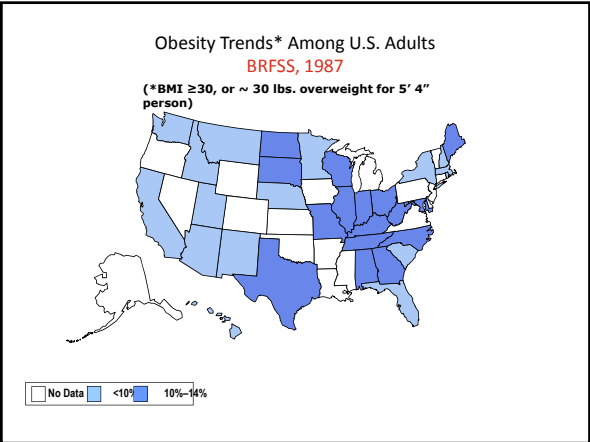 Obesity Trends* Among U.S. Adults
BRFSS, 1987
(*BMI ≥30, or ~ 30 lbs. overweight for 5’ 4”
person)
No Data <10% 10%–14%